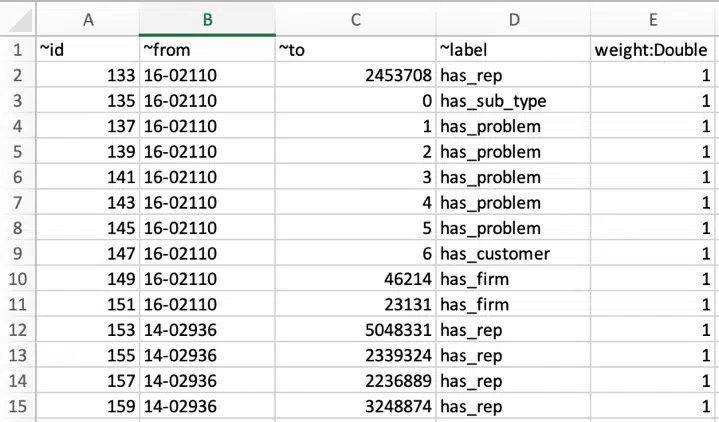 A B C D E
1 ~id ~from ~to ~label weight:Double
2 133 16-02110 2453708 has_rep 1
3 135 16-02110 0 has_sub_type 1
4 137 16-02110 1 has_problem 1
5 139 16-02110 2 has_problem 1
6 141 16-02110 3 has_problem 1
7 143 16-02110 4 has_problem 1
8 145 16-02110 5 has_problem 1
9 147 16-02110 6 has_customer 1
10 149 16-02110 46214 has_firm 1
11 151 16-02110 23131 has_firm 1
12 153 14-02936 5048331 has_rep 1
13 155 14-02936 2339324 has_rep 1
14 157 14-02936 2236889 has_rep 1
15 159 14-02936 3248874 has_rep 1